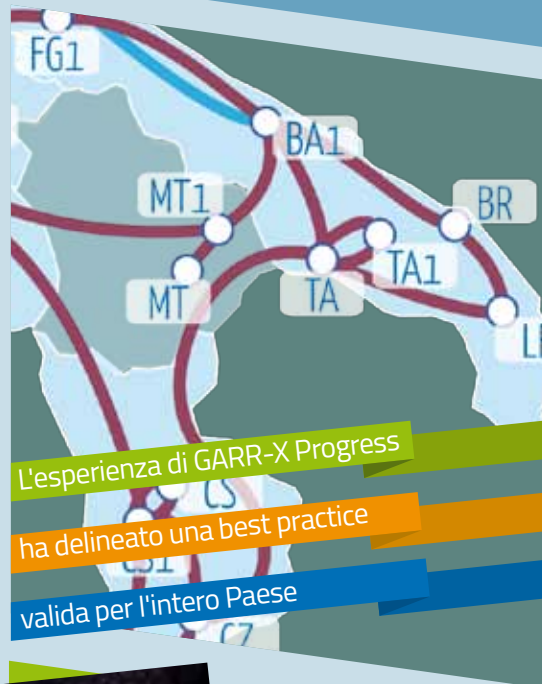 FG1
BA1
MT1
BR
TA1
MT
TA
L'esperienza di GARR-X Progress
CS
ha delineato una best practice
CS1
valida per l'intero Paese
CZ